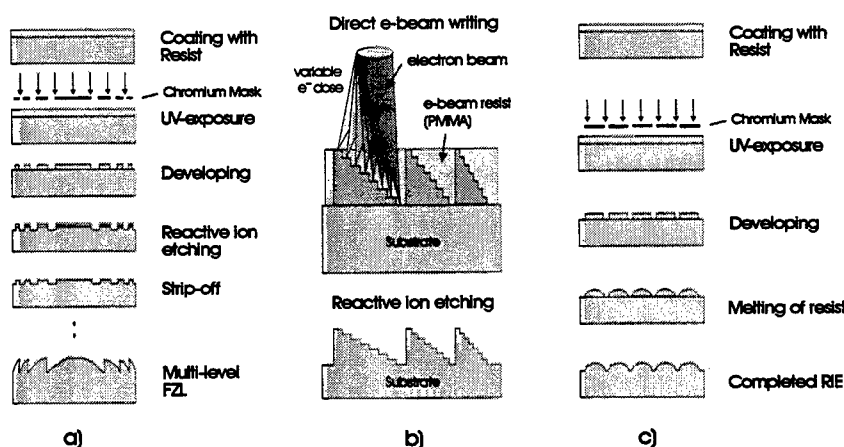 Coating with
Resist
Chromium Mask
UV-exposure
Developing
Reactive ion
etching
Strip-off
Multi-level
FZL
a)
Direct e-beam writing
variable
e⁻ dose
electron beam
e-beam resist
(PMMA)
Substrate
Reactive ion etching
Substrate
b)
Coating with
Resist
Chromium Mask
UV-exposure
Developing
Melting of resist
Completed RIE
c)